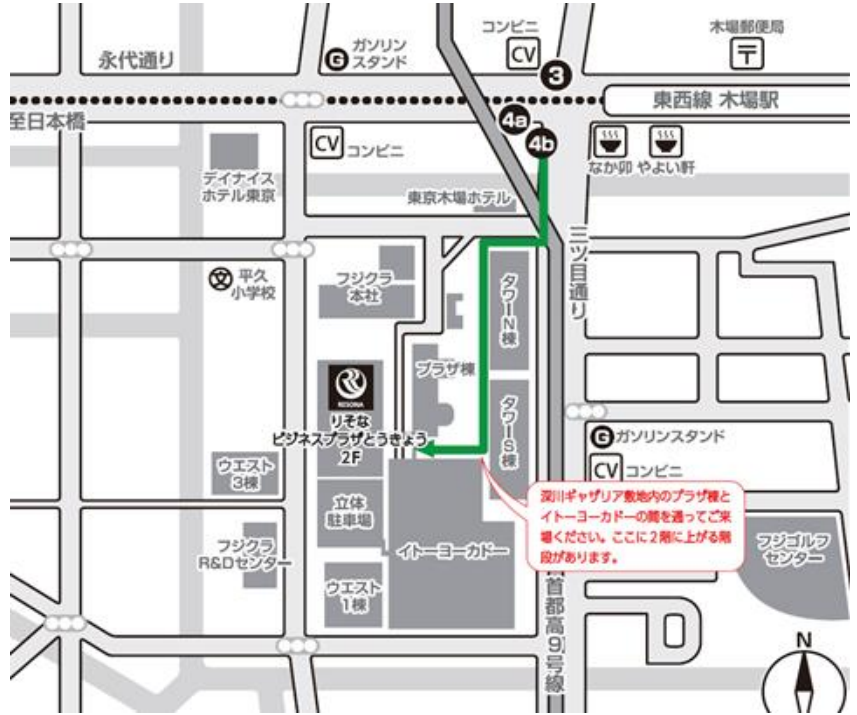 コンビニ
CV
木場郵便局
〒
永代通り
G
ガソリン
スタンド
3
東西線 木場駅
至日本橋
4a
4b
CV
コンビニ
なか卯
やよい軒
デイナイス
ホテル東京
東京木場ホテル
三ツ目通り
文
平久
小学校
フジクラ
本社
タワーN棟
プラザ棟
RESONA
りそな
ビジネスプラザとうきょう
2F
タワーS棟
G
ガソリンスタンド
CV
コンビニ
ウエスト
3棟
立体
駐車場
深川ギャザリア敷地内のプラザ棟と
イトーヨーカドーの間を通ってご来
場ください。ここに2階に上がる階
段があります。
フジゴルフ
センター
フジクラ
R&Dセンター
イトーヨーカドー
ウエスト
1棟
首都高9号線
N